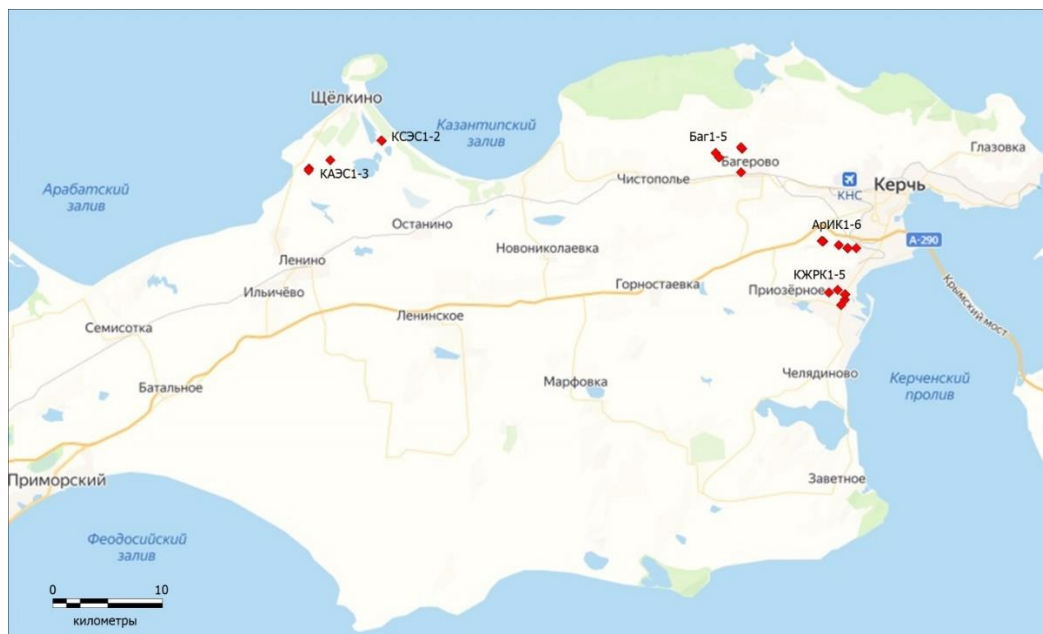 Щёлкино
КСЭС1-2
Казантипский
залив
Баг1-5
Багерово
Глазовка
КАЭС1-3
Арабатский
залив
Чистополье
КНС
Керчь
Останино
АрИК1-6
А-290
Новониколаевка
Ленино
Горностаевка
КЖРК1-5
Приозёрное
Ильичёво
Крымский мост
Ленинское
Семисотка
Батальное
Марфовка
Челядиново
Керченский
пролив
Приморский
Заветное
Феодосийский
залив
0 10
километры